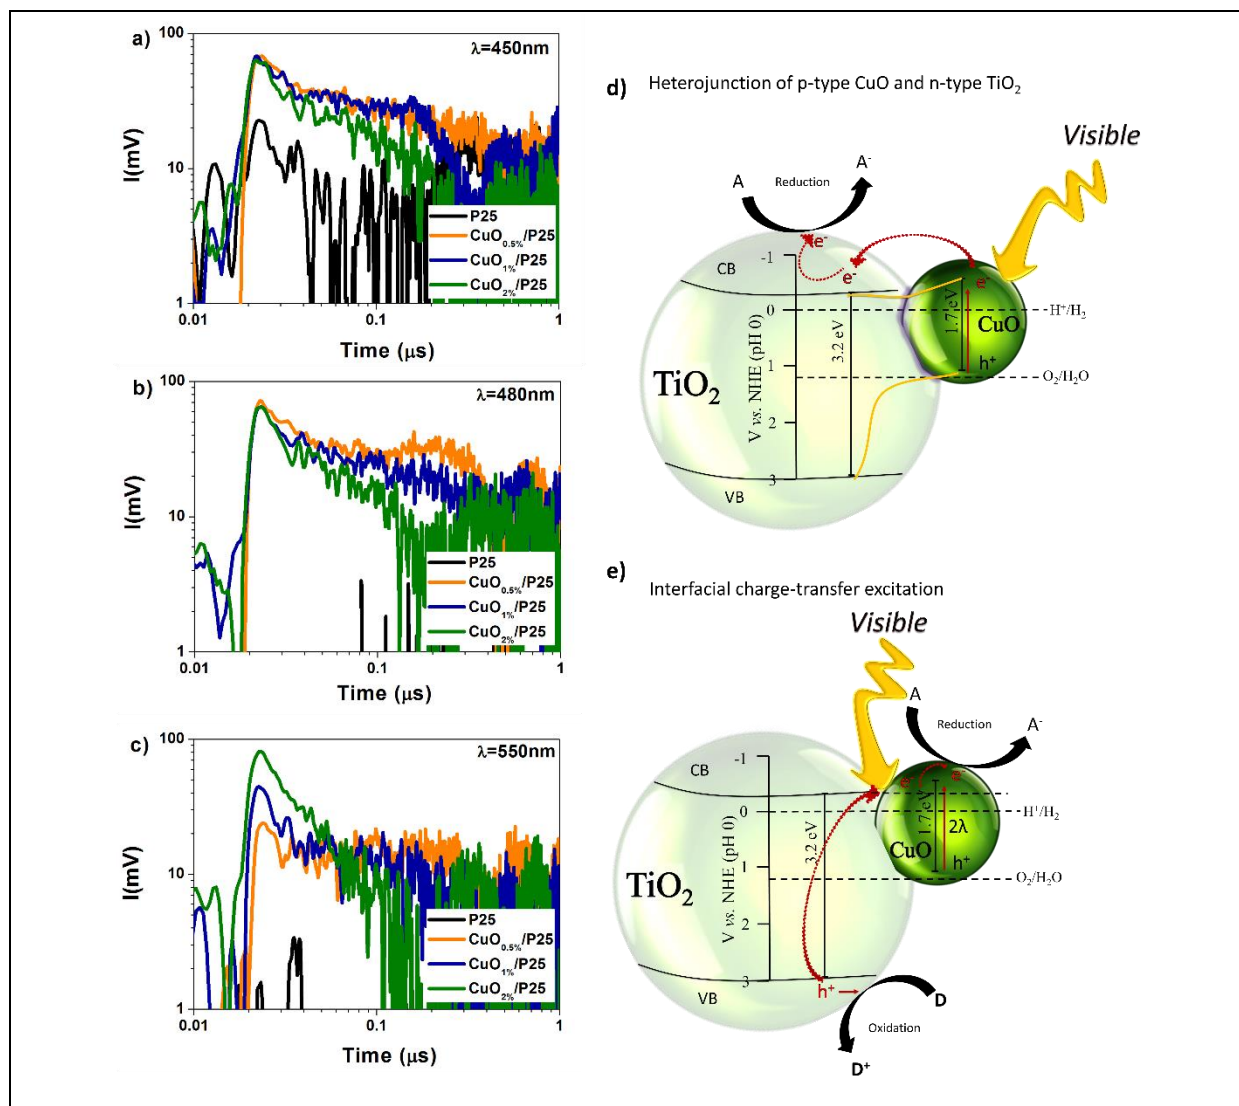 a)
λ=450nm
100
10
1
I(mV)
P25
CuO0.5%/P25
CuO1%/P25
CuO2%/P25
0.01
0.1
1
Time (μs)
b)
λ=480nm
100
10
1
I(mV)
P25
CuO0.5%/P25
CuO1%/P25
CuO2%/P25
0.01
0.1
1
Time (μs)
c)
λ=550nm
100
10
1
I(mV)
P25
CuO0.5%/P25
CuO1%/P25
CuO2%/P25
0.01
0.1
1
Time (μs)
d) Heterojunction of p-type CuO and n-type TiO2
Visible
A
Reduction
A-
e-
e-
e-
CB
-1
0
1
2
3
V vs. NHE (pH 0)
3.2 eV
1.7 eV
CuO
h+
H+/H2
O2/H2O
TiO2
VB
e) Interfacial charge-transfer excitation
Visible
A
Reduction
A-
e-
e-
CB
-1
0
1
2
3
V vs. NHE (pH 0)
3.2 eV
1.7 eV
2λ
CuO
h+
H+/H2
O2/H2O
TiO2
VB
h+
D
Oxidation
D+